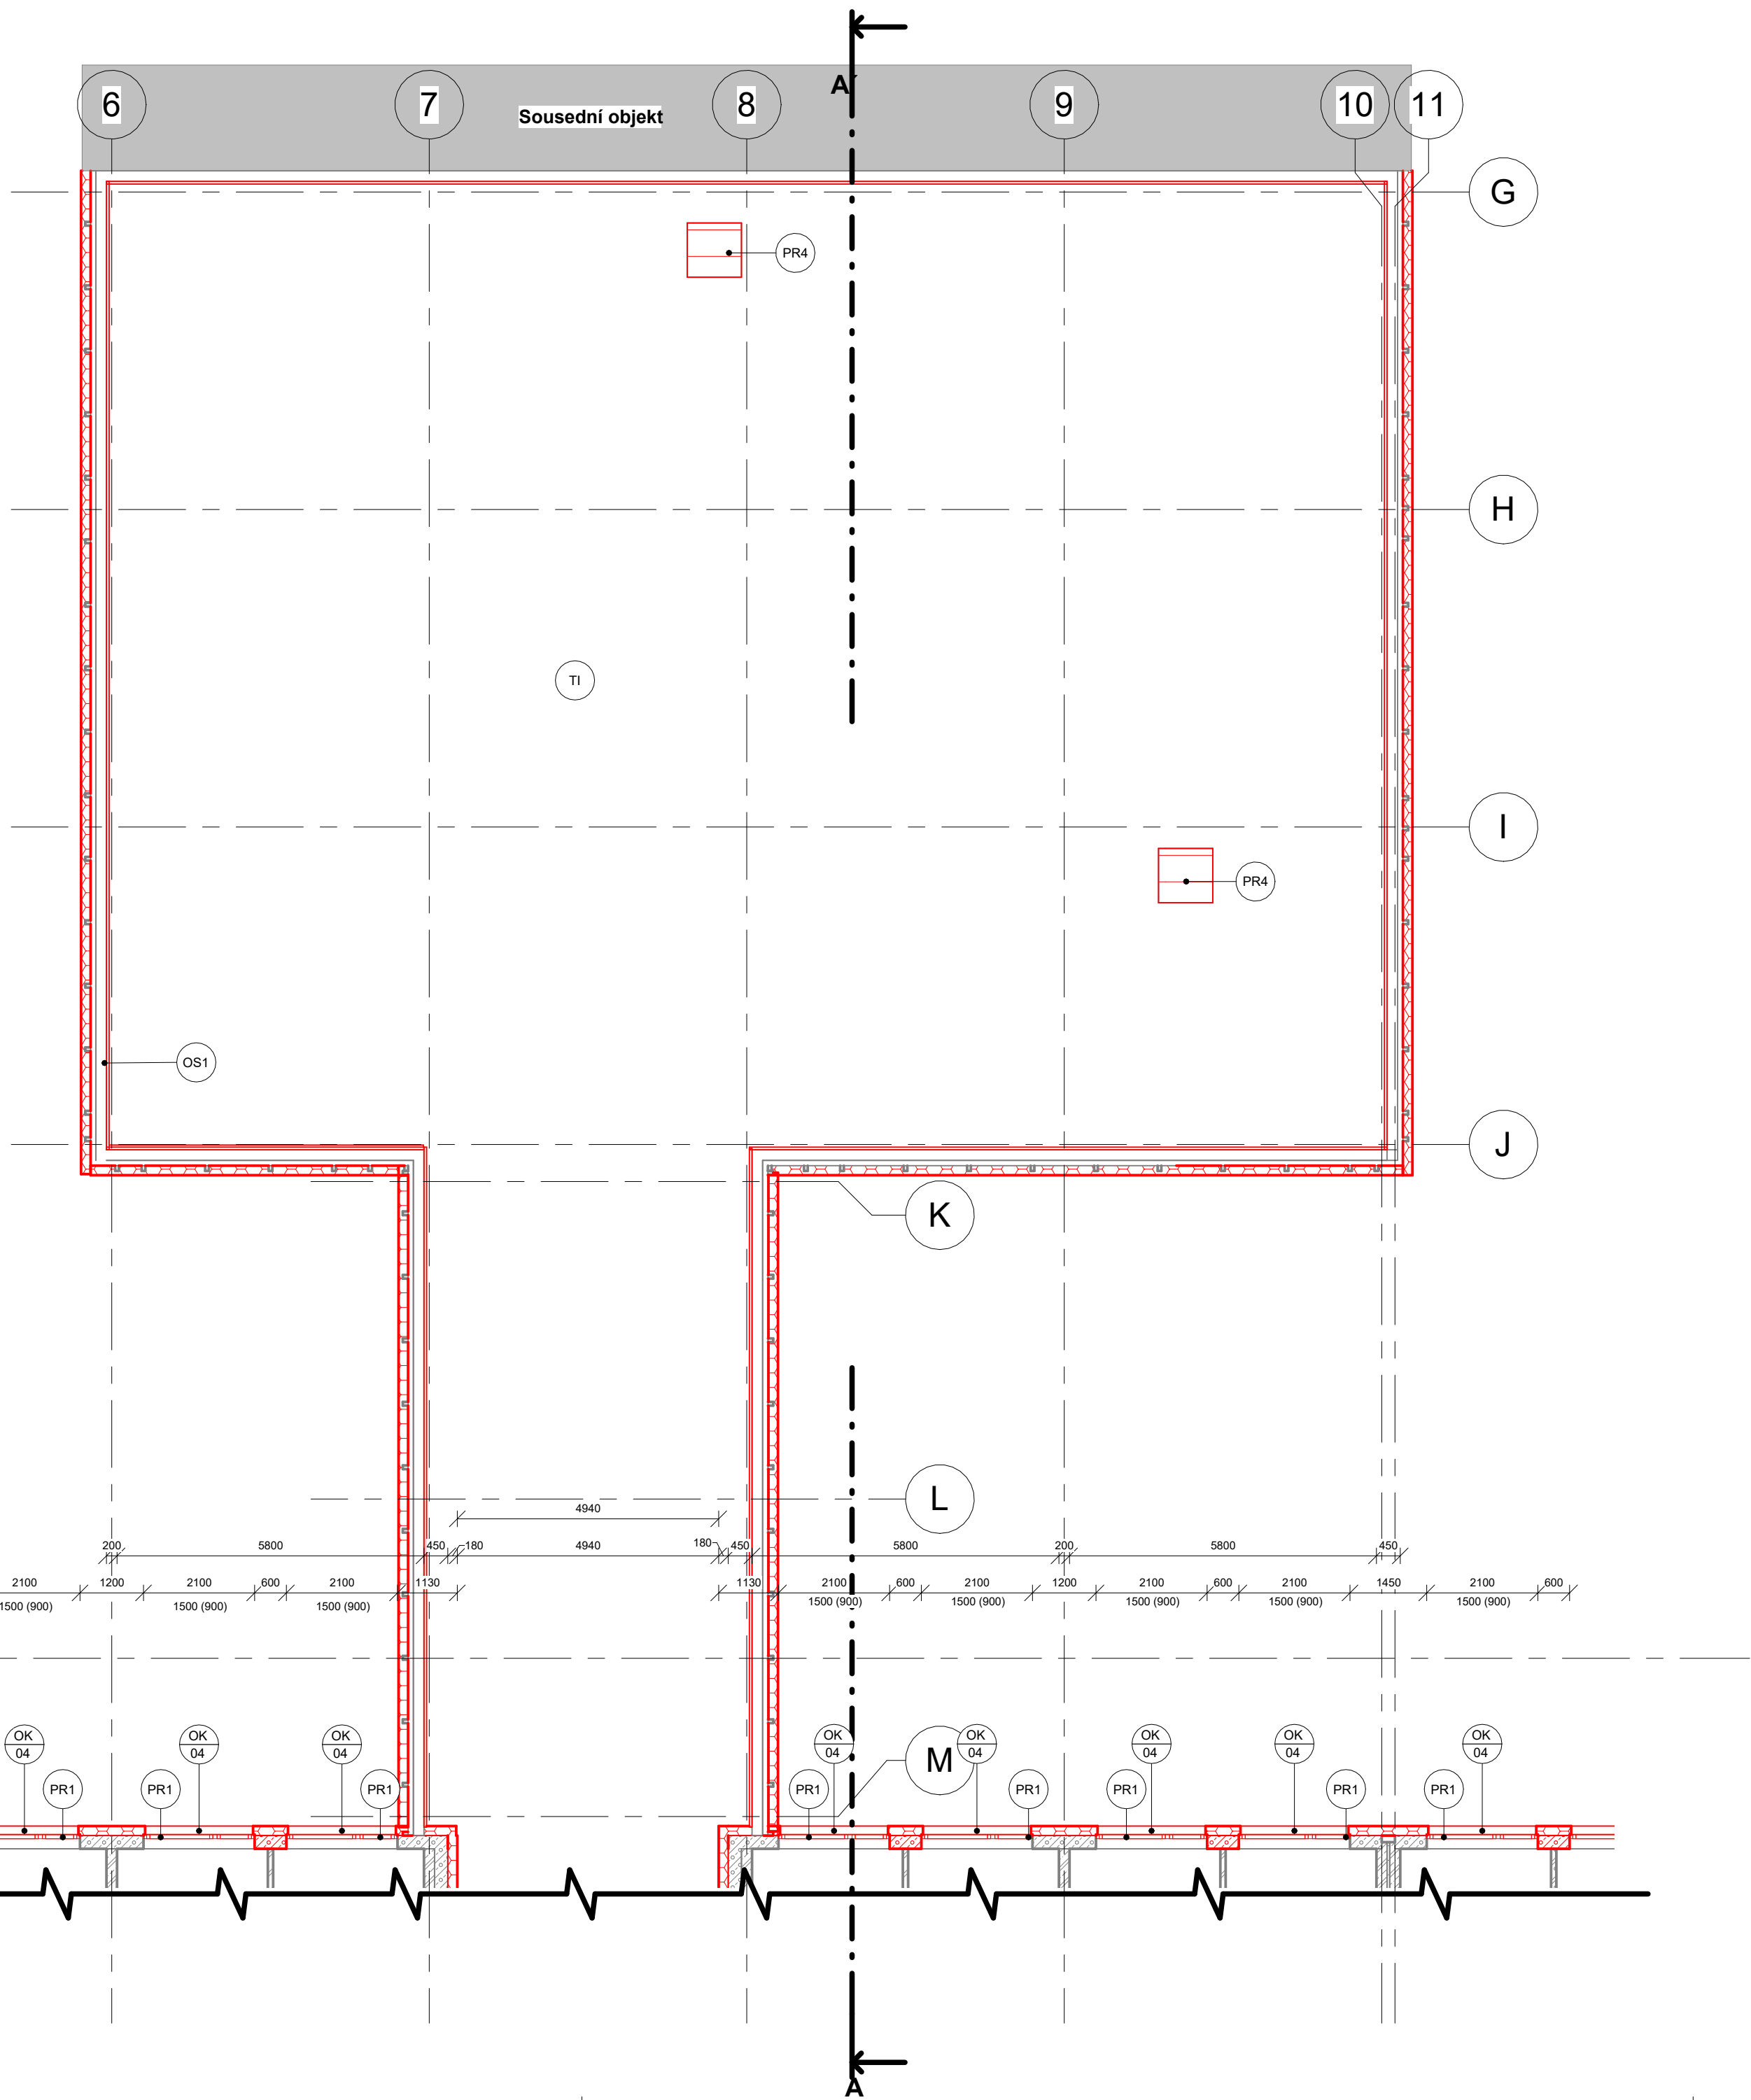 A
6
7
Sousední objekt
8
9
10
11
G
PR4
H
TI
I
PR4
OS1
J
K
L
4940
200
5800
450
180
4940
180
450
5800
200
5800
450
2100
1200
2100
600
2100
1130
1130
2100
600
2100
1200
2100
600
2100
1450
2100
600
1500 (900)
1500 (900)
1500 (900)
1500 (900)
1500 (900)
1500 (900)
1500 (900)
1500 (900)
OK
04
OK
04
OK
04
OK
04
M
OK
04
OK
04
OK
04
OK
04
PR1
PR1
PR1
PR1
PR1
PR1
PR1
PR1
A